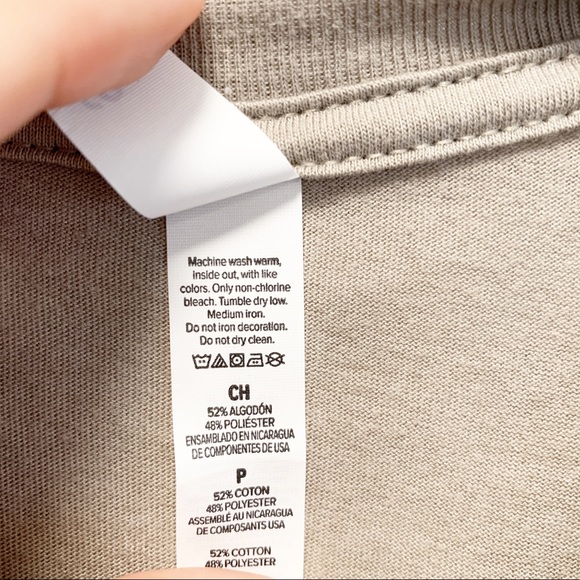 Machine wash warm,
inside out, with like
colors. Only non-chlorine
bleach. Tumble dry low.
Medium iron.
Do not iron decoration.
Do not dry clean.
CH
52% ALGODÓN
48% POLIÉSTER
ENSAMBLADO EN NICARAGUA
DE COMPONENTES DE USA
P
52% COTON
48% POLYESTER
ASSEMBLÉ AU NICARAGUA
DE COMPOSANTS USA
52% COTTON
48% POLYESTER